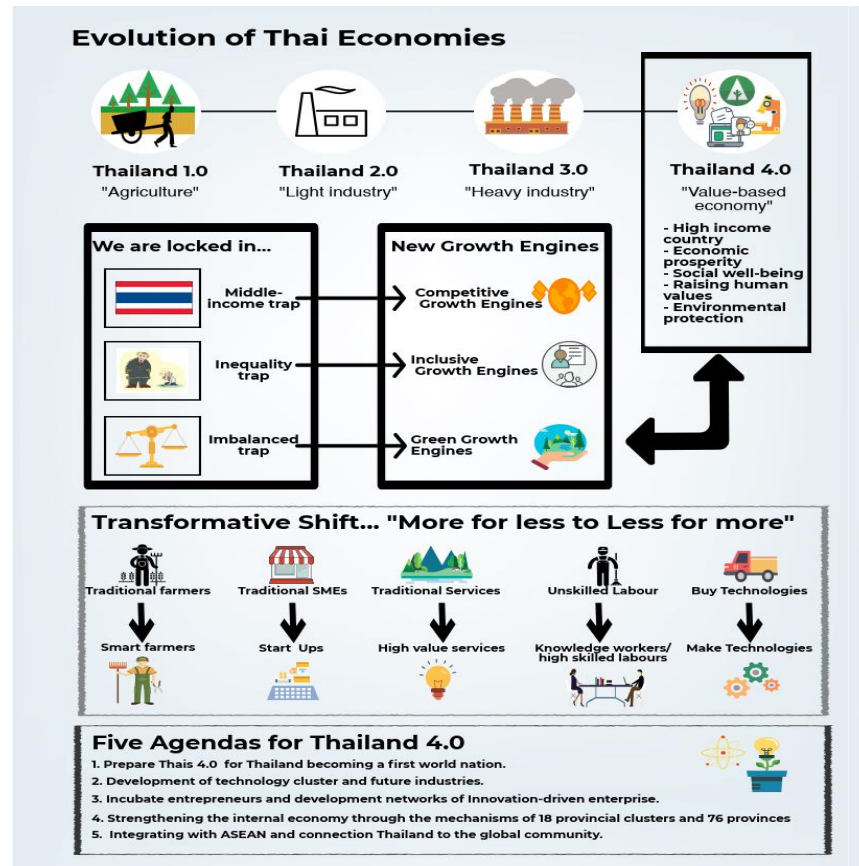 Evolution of Thai Economies
Thailand 1.0
"Agriculture"
Thailand 2.0
"Light industry"
Thailand 3.0
"Heavy industry"
Thailand 4.0
"Value-based
economy"
- High income
country
- Economic
prosperity
- Social well-being
- Raising human
values
- Environmental
protection
We are locked in...
Middle-
income trap
Inequality
trap
Imbalanced
trap
New Growth Engines
Competitive
Growth Engines
Inclusive
Growth Engines
Green Growth
Engines
Transformative Shift... "More for less to Less for more"
Traditional farmers
Traditional SMEs
Traditional Services
Unskilled Labour
Buy Technologies
Smart farmers
Start Ups
High value services
Knowledge workers/
high skilled labours
Make Technologies
Five Agendas for Thailand 4.0
1. Prepare Thais 4.0 for Thailand becoming a first world nation.
2. Development of technology cluster and future industries.
3. Incubate entrepreneurs and development networks of Innovation-driven enterprise.
4. Strengthening the internal economy through the mechanisms of 18 provincial clusters and 76 provinces
5. Integrating with ASEAN and connection Thailand to the global community.